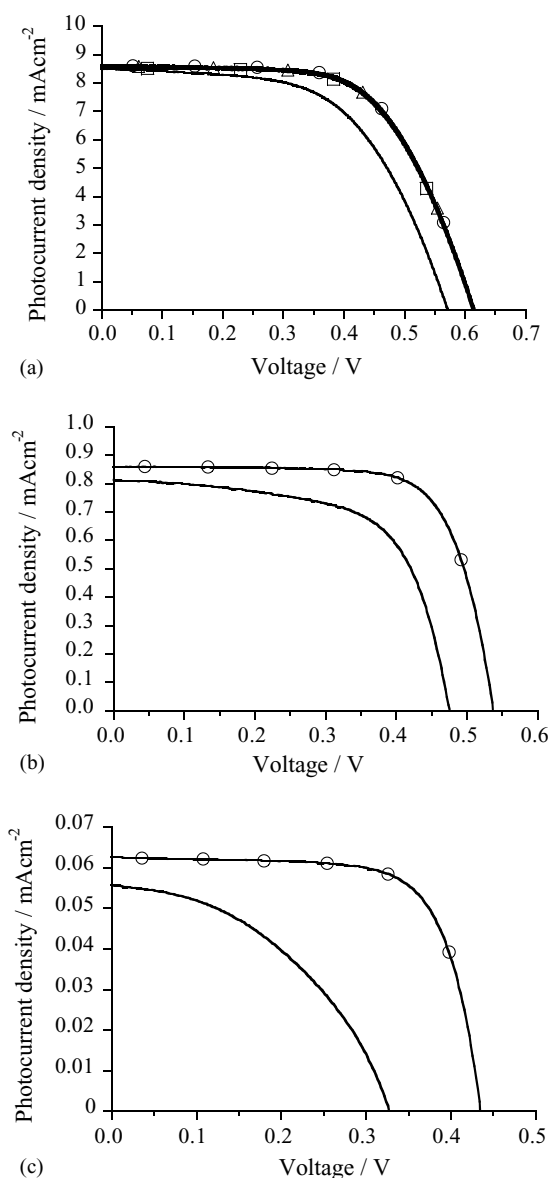 10
9
8
7
6
5
4
3
2
1
0
Photocurrent density / mAcm-2
0.0 0.1 0.2 0.3 0.4 0.5 0.6 0.7
Voltage / V
(a)
1.0
0.9
0.8
0.7
0.6
0.5
0.4
0.3
0.2
0.1
0.0
Photocurrent density / mAcm-2
0.0 0.1 0.2 0.3 0.4 0.5 0.6
Voltage / V
(b)
0.07
0.06
0.05
0.04
0.03
0.02
0.01
0
Photocurrent density / mAcm-2
0.0 0.1 0.2 0.3 0.4 0.5
Voltage / V
(c)